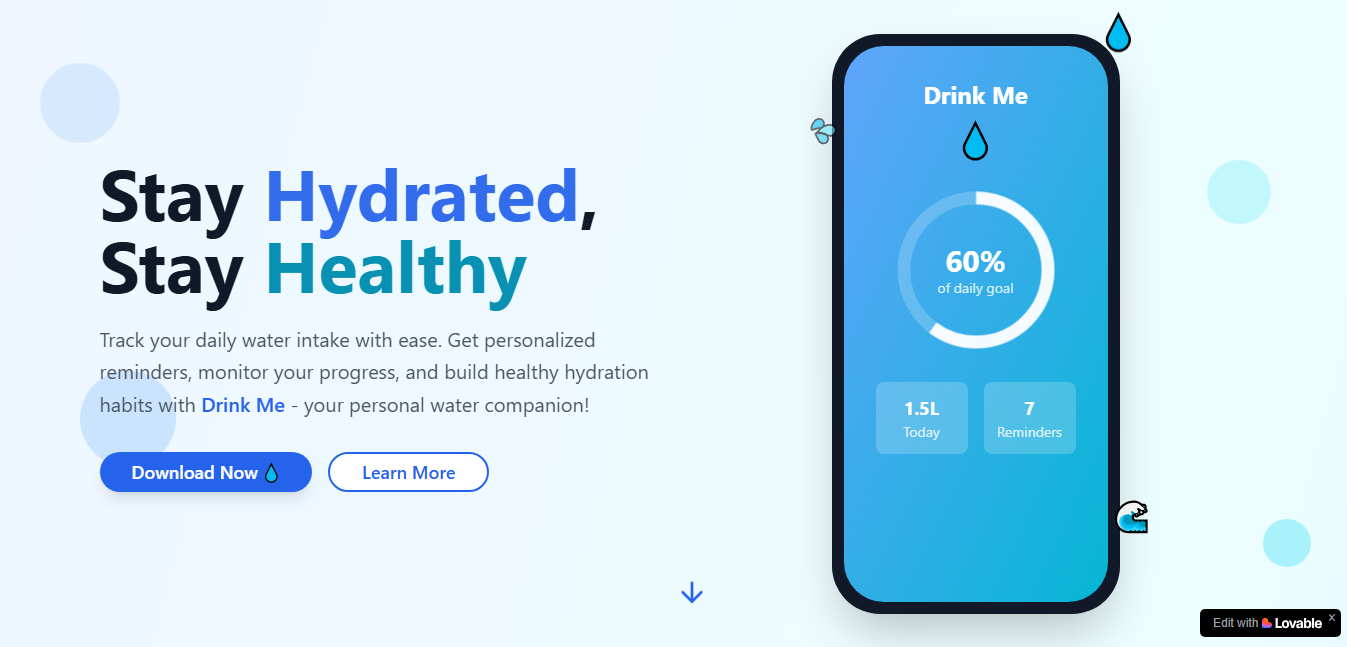 Stay Hydrated,
Stay Healthy
Track your daily water intake with ease. Get personalized
reminders, monitor your progress, and build healthy hydration
habits with Drink Me - your personal water companion!
Download Now
Learn More
Drink Me
60%
of daily goal
1.5L
Today
7
Reminders
Edit with Lovable